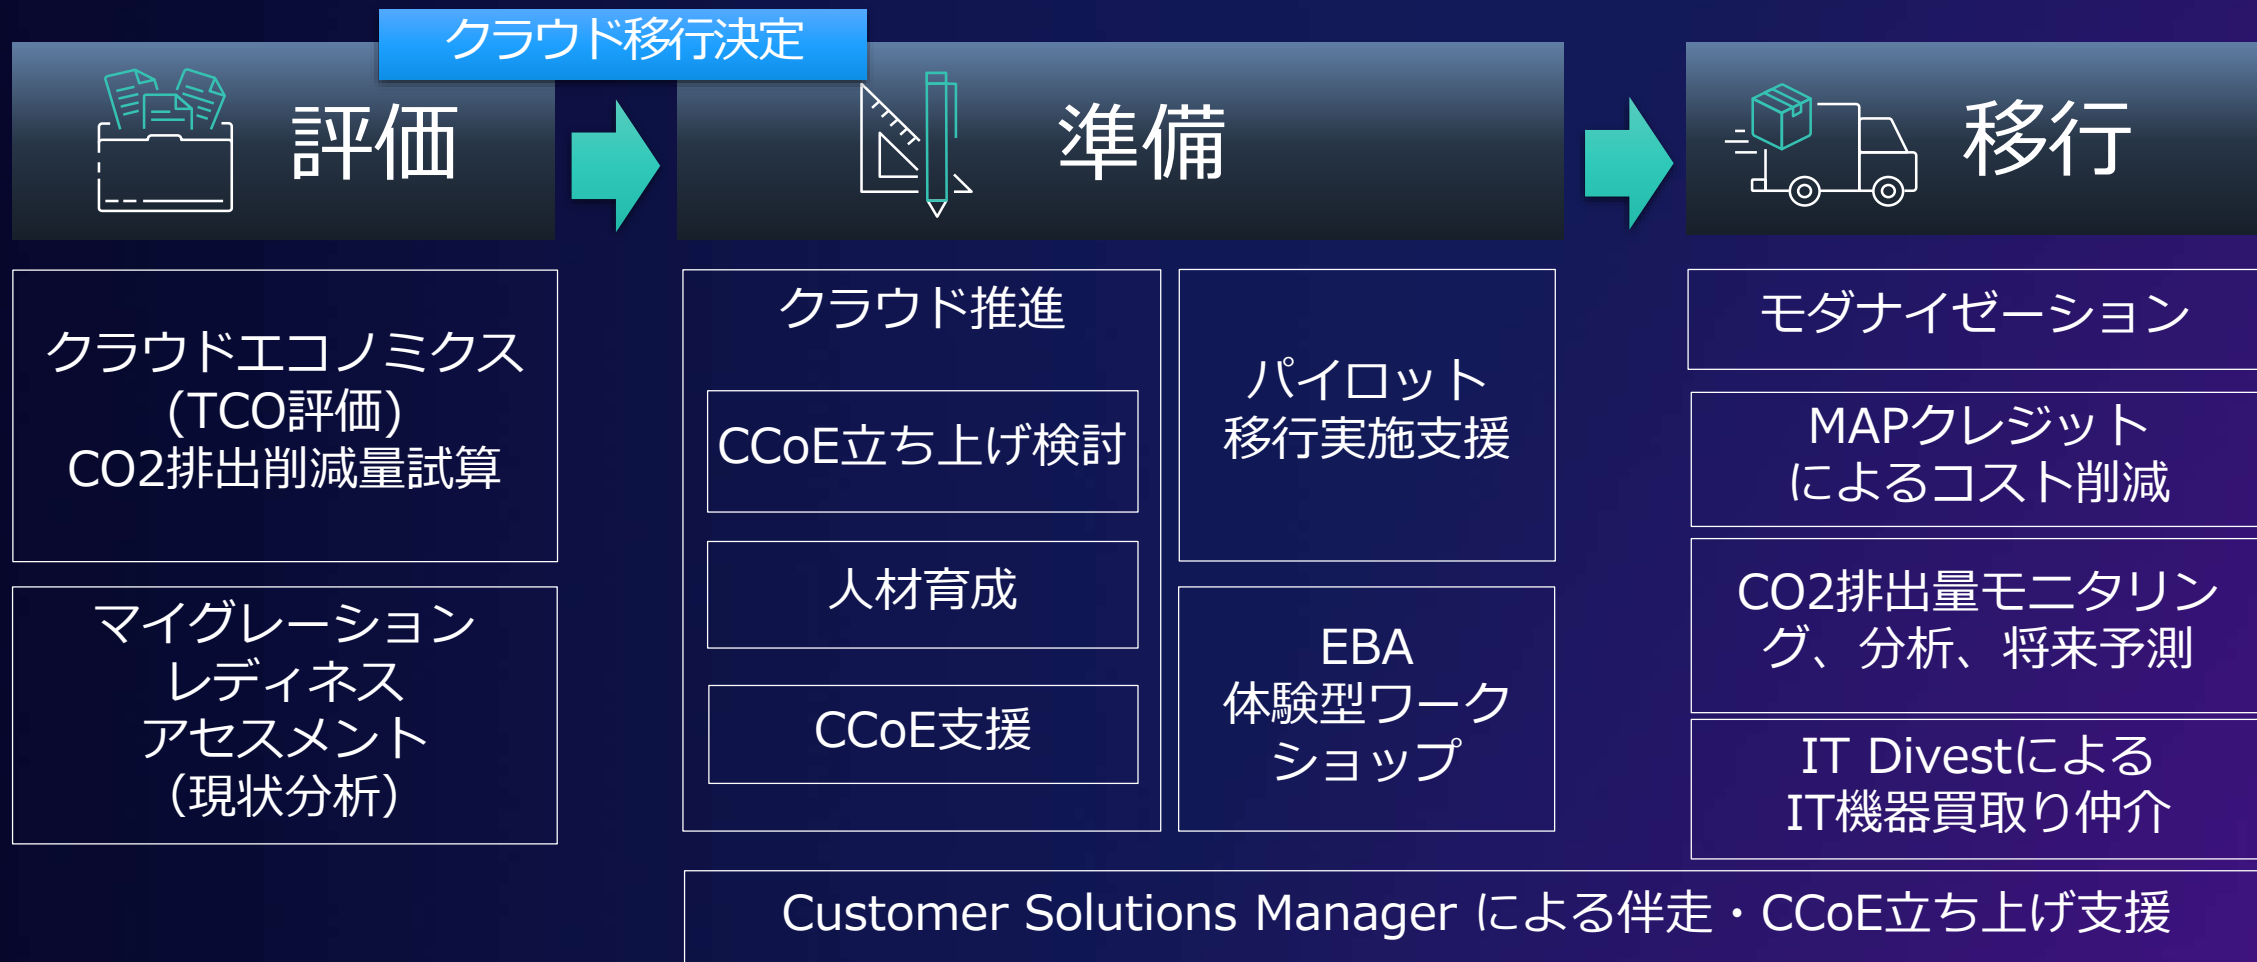 クラウド移行決定
評価
準備
移行
クラウドエコノミクス
(TCO評価)
CO2排出削減量試算
マイグレーション
レディネス
アセスメント
（現状分析）
クラウド推進
CCoE立ち上げ検討
人材育成
CCoE支援
パイロット
移行実施支援
EBA
体験型ワーク
ショップ
モダナイゼーション
MAPクレジット
によるコスト削減
CO2排出量モニタリン
グ、分析、将来予測
IT Divestによる
IT機器買取り仲介
Customer Solutions Manager による伴走・CCoE立ち上げ支援